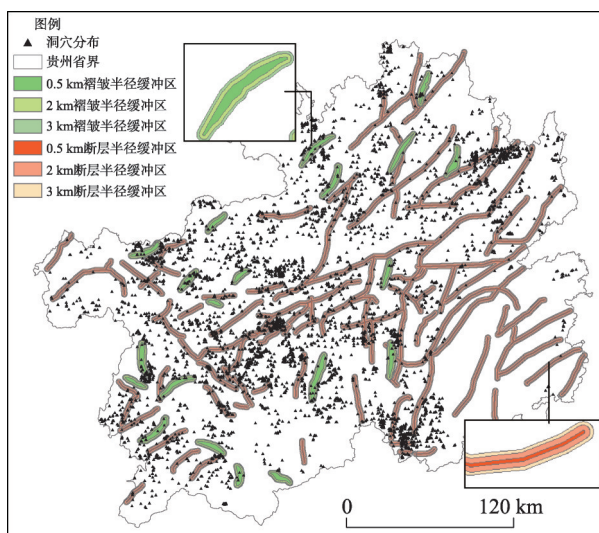 图例
洞穴分布
贵州省界
0.5 km褶皱半径缓冲区
2 km褶皱半径缓冲区
3 km褶皱半径缓冲区
0.5 km断层半径缓冲区
2 km断层半径缓冲区
3 km断层半径缓冲区
0 120 km